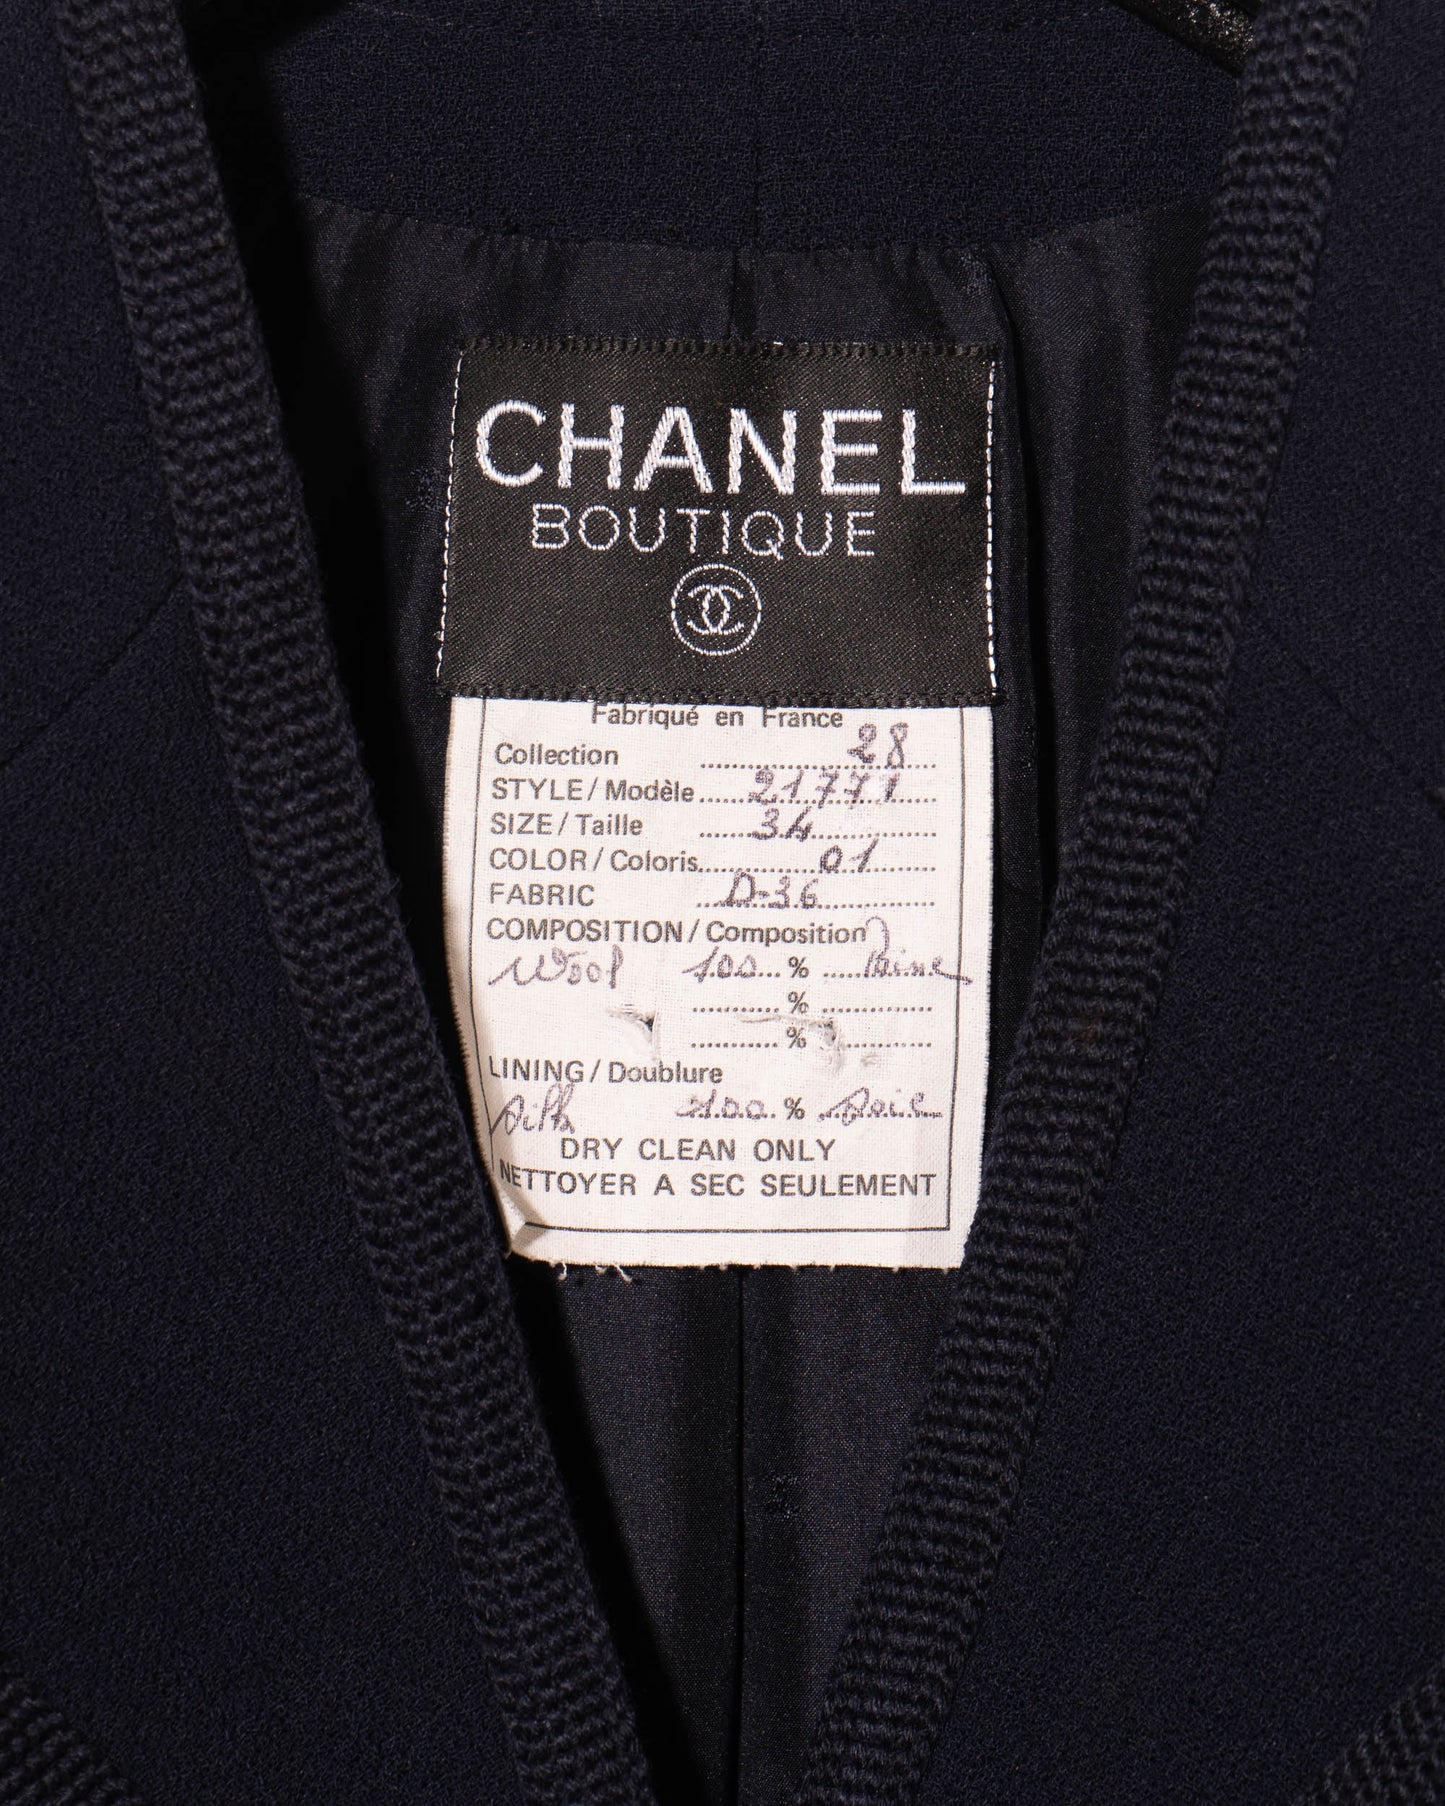 CHANEL
BOUTIQUE
Fabriqué en France
Collection 28
STYLE / Modèle 21771
SIZE / Taille 34
COLOR / Coloris 01
FABRIC D-36
COMPOSITION / Composition
Wool 100 % laine
%
%
LINING / Doublure
Silk 100 % Soie
DRY CLEAN ONLY
NETTOYER A SEC SEULEMENT